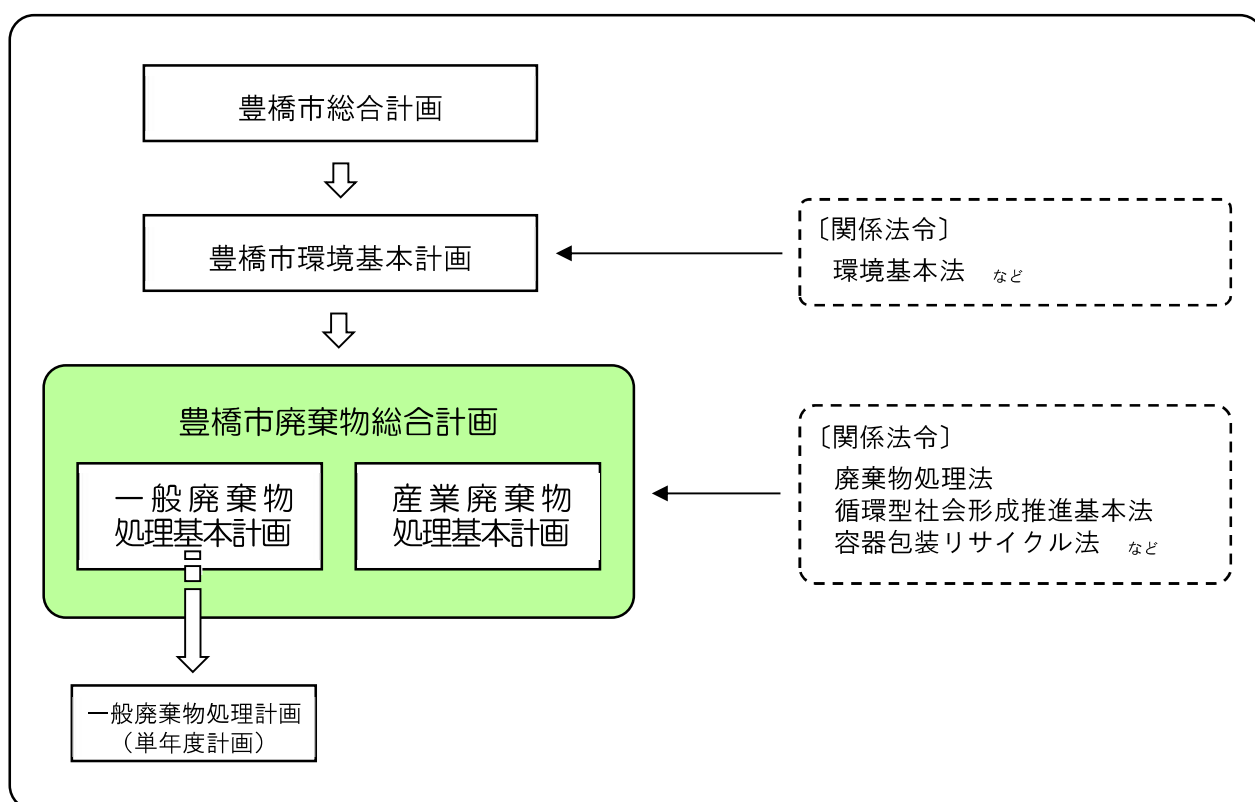 豊橋市総合計画
豊橋市環境基本計画
〔関係法令〕
環境基本法 など
豊橋市廃棄物総合計画
一般廃棄物
処理基本計画
産業廃棄物
処理基本計画
〔関係法令〕
廃棄物処理法
循環型社会形成推進基本法
容器包装リサイクル法 など
一般廃棄物処理計画
（単年度計画）